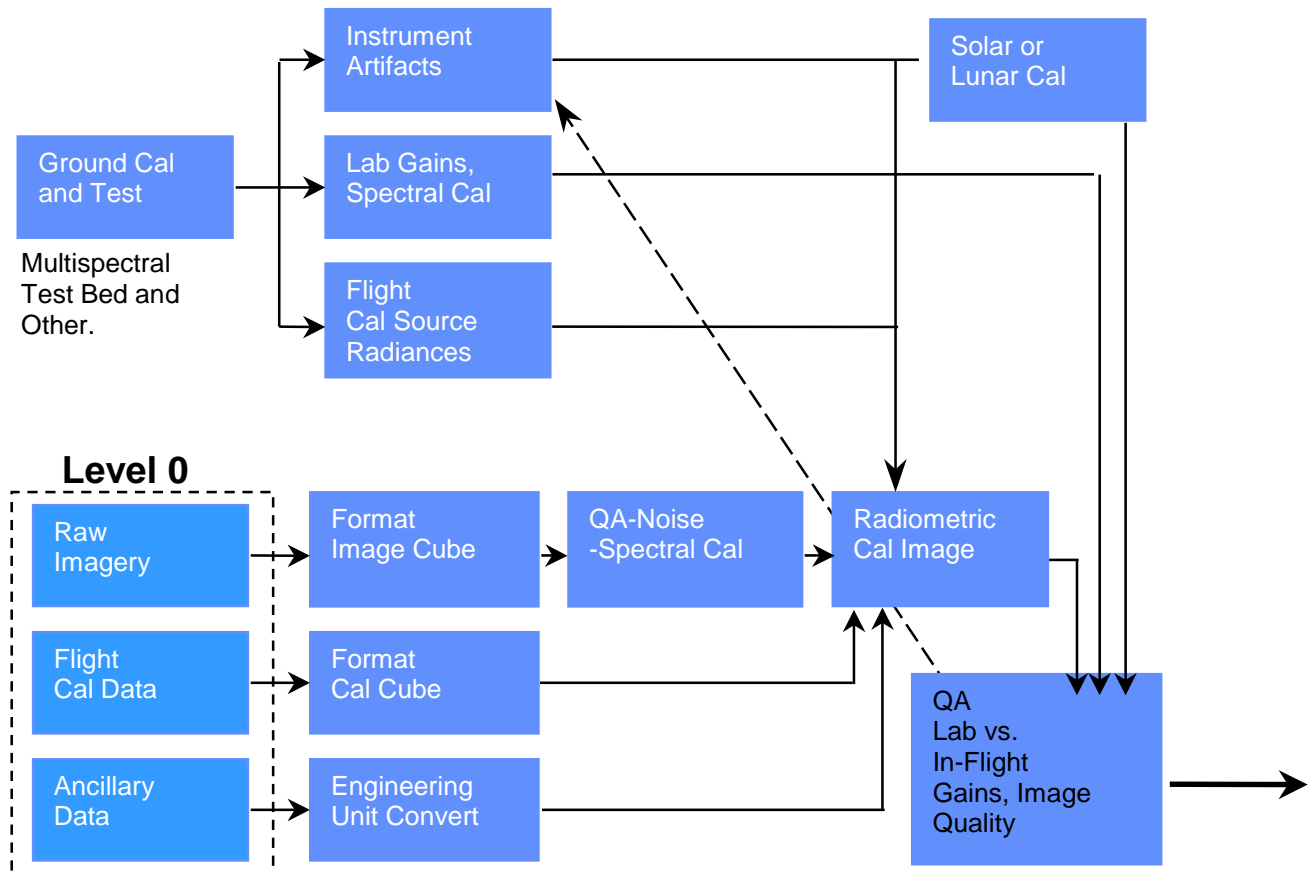 Instrument
Artifacts
Solar or
Lunar Cal
Ground Cal
and Test
Lab Gains,
Spectral Cal
Multispectral
Test Bed and
Other.
Flight
Cal Source
Radiances
Level 0
Raw
Imagery
Format
Image Cube
QA-Noise
-Spectral Cal
Radiometric
Cal Image
Flight
Cal Data
Format
Cal Cube
QA
Lab vs.
In-Flight
Gains, Image
Quality
Ancillary
Data
Engineering
Unit Convert